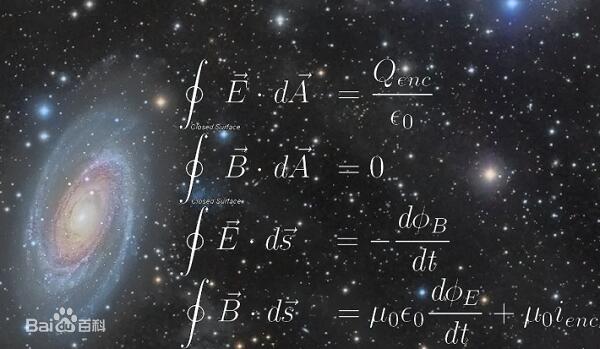 ∮ E⃗ · dA⃗ = Q_enc / ϵ₀
Closed Surface
∮ B⃗ · dA⃗ = 0
Closed Surface
∮ E⃗ · ds⃗ = - dϕ_B / dt
∮ B⃗ · ds⃗ = μ₀ϵ₀ dϕ_E / dt + μ₀i_enc
Bai百科